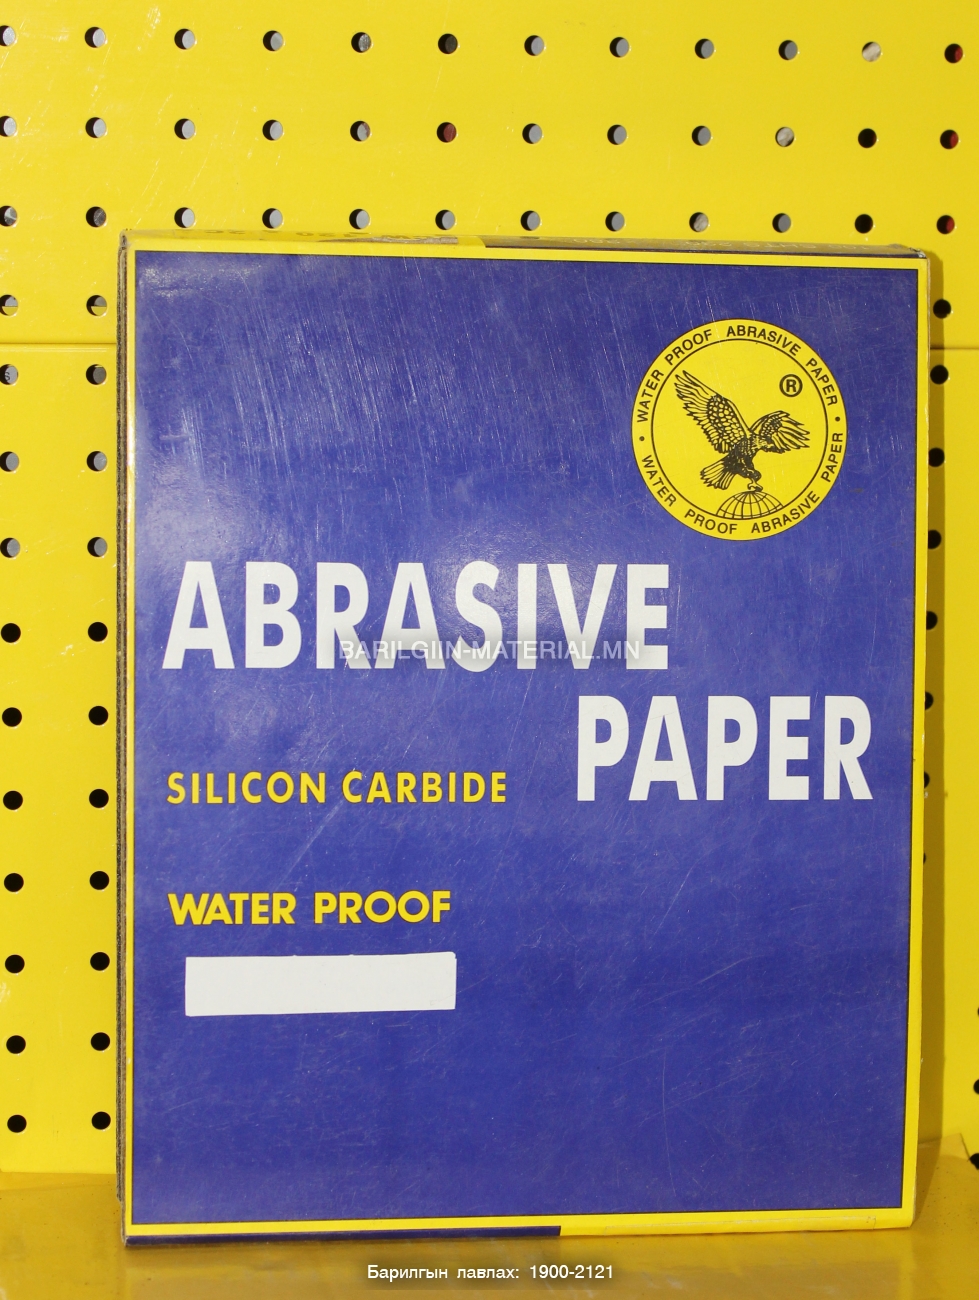 WATER PROOF ABRASIVE PAPER • WATER PROOF ABRASIVE PAPER •
®
ABRASIVE
BARILGIIN-MATERIAL.MN
PAPER
SILICON CARBIDE
WATER PROOF
Барилгын лавлах: 1900-2121